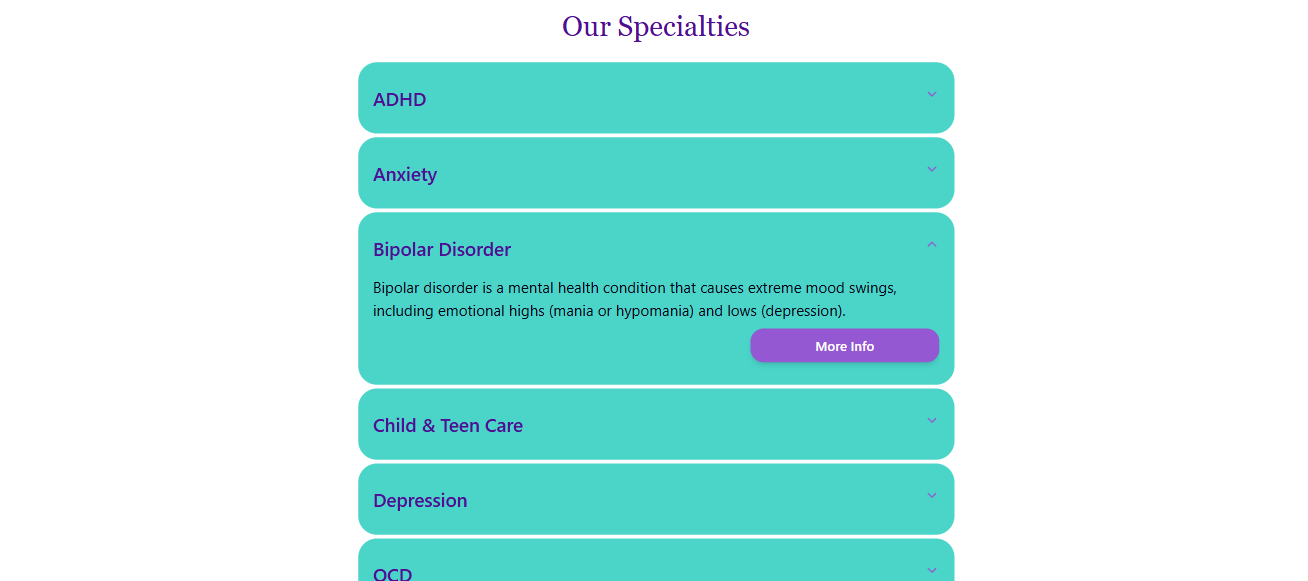 Our Specialties
ADHD
Anxiety
Bipolar Disorder
Bipolar disorder is a mental health condition that causes extreme mood swings,
including emotional highs (mania or hypomania) and lows (depression).
More Info
Child & Teen Care
Depression
OCD